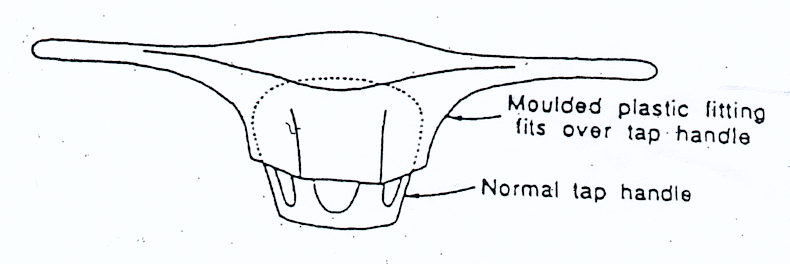 Moulded plastic fitting
fits over tap handle
Normal tap handle